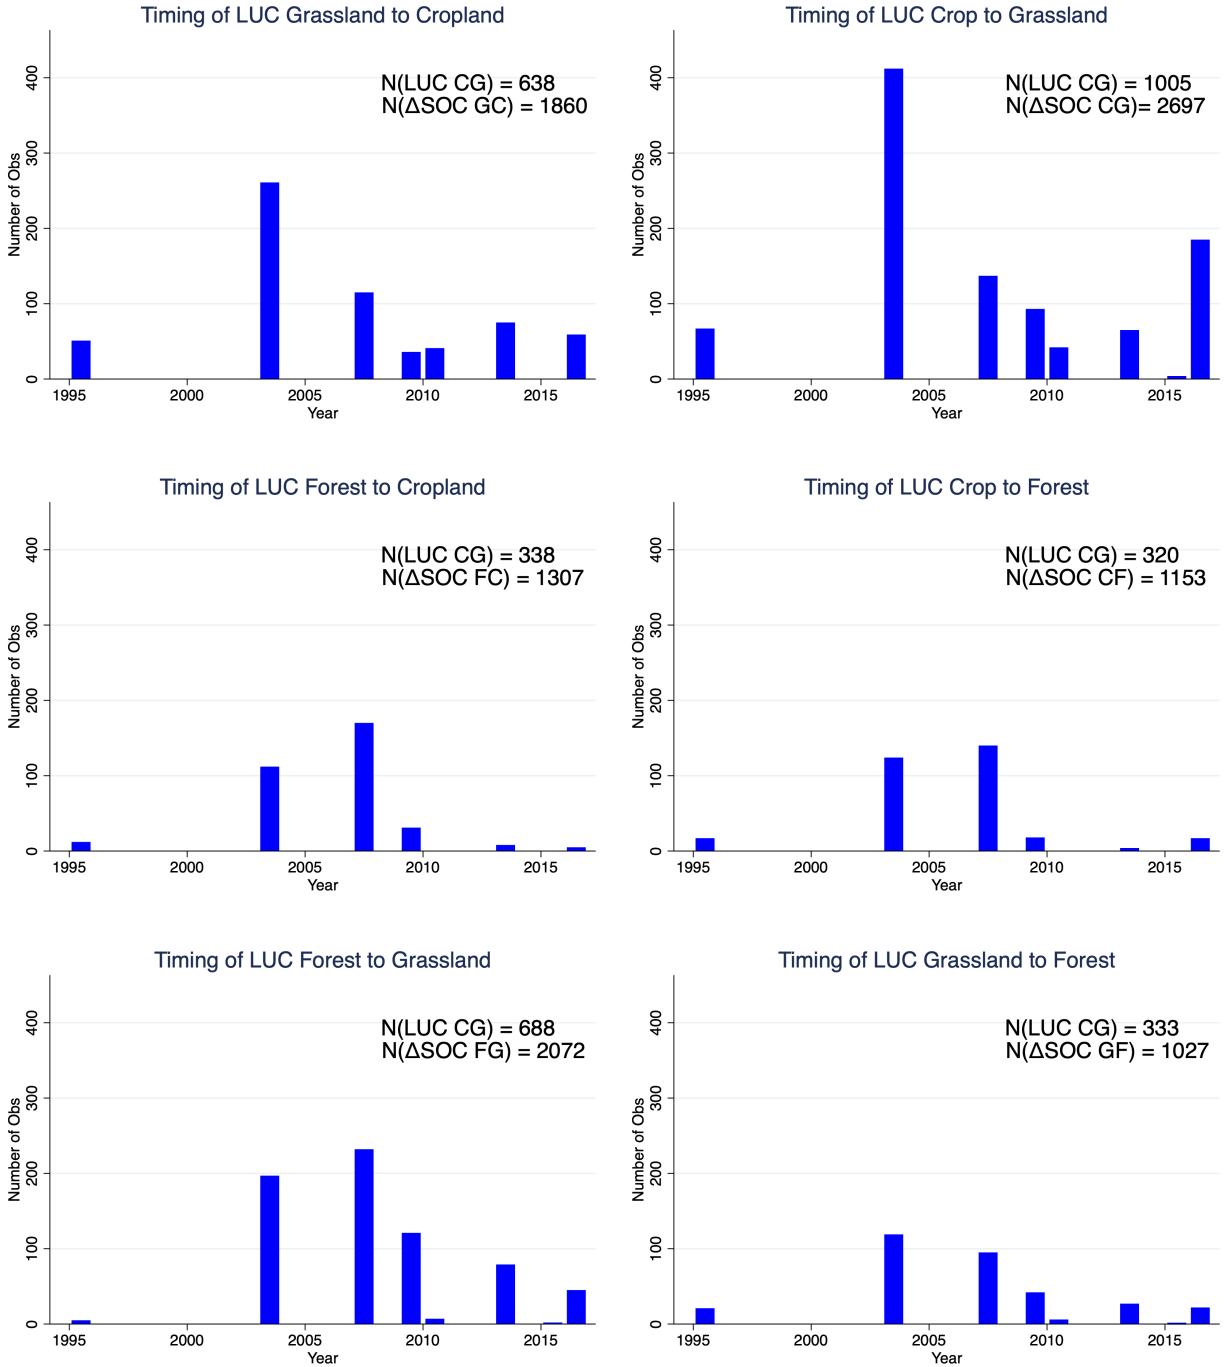 Timing of LUC Grassland to Cropland
N(LUC CG) = 638
N(ΔSOC GC) = 1860
Number of Obs
400
300
200
100
0
1995 2000 2005 2010 2015
Year
Timing of LUC Crop to Grassland
N(LUC CG) = 1005
N(ΔSOC CG)= 2697
Number of Obs
400
300
200
100
0
1995 2000 2005 2010 2015
Year
Timing of LUC Forest to Cropland
N(LUC CG) = 338
N(ΔSOC FC) = 1307
Number of Obs
400
300
200
100
0
1995 2000 2005 2010 2015
Year
Timing of LUC Crop to Forest
N(LUC CG) = 320
N(ΔSOC CF) = 1153
Number of Obs
400
300
200
100
0
1995 2000 2005 2010 2015
Year
Timing of LUC Forest to Grassland
N(LUC CG) = 688
N(ΔSOC FG) = 2072
Number of Obs
400
300
200
100
0
1995 2000 2005 2010 2015
Year
Timing of LUC Grassland to Forest
N(LUC CG) = 333
N(ΔSOC GF) = 1027
Number of Obs
400
300
200
100
0
1995 2000 2005 2010 2015
Year